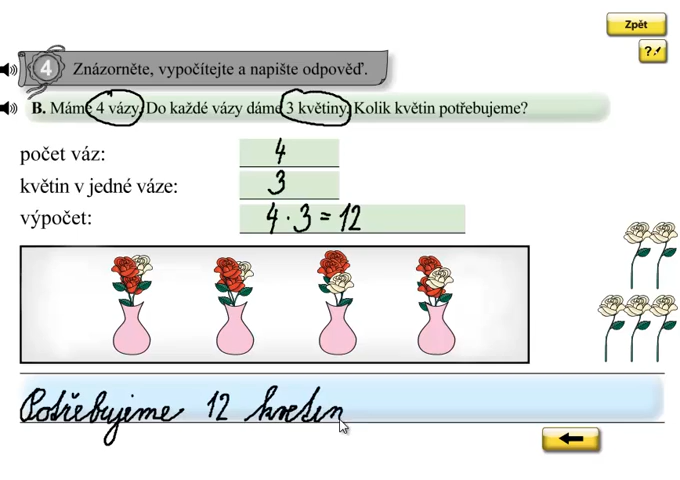 Zpět
?
4 Znázorněte, vypočítejte a napište odpověď.
B. Máme 4 vázy. Do každé vázy dáme 3 květiny. Kolik květin potřebujeme?
počet váz: 4
květin v jedné váze: 3
výpočet: 4 · 3 = 12
Potřebujeme 12 kvetin